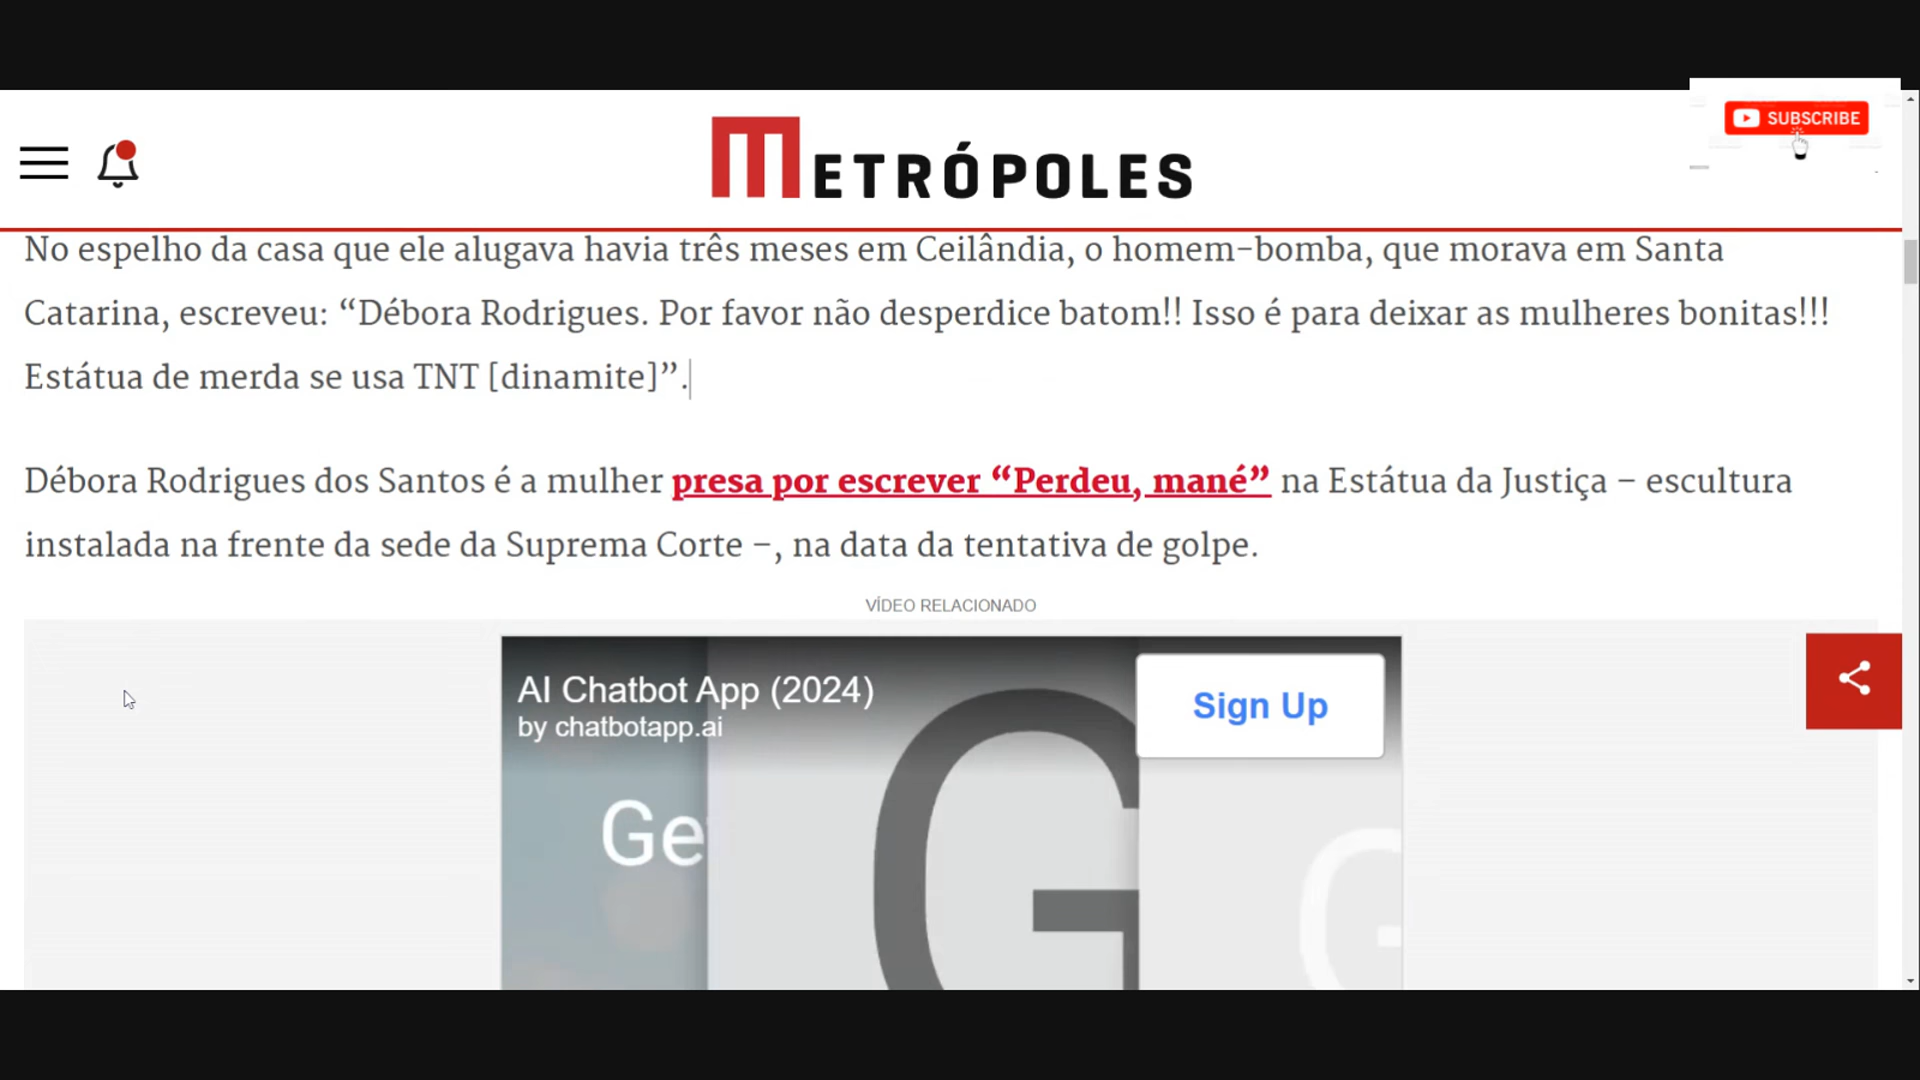 METRÓPOLES
SUBSCRIBE
No espelho da casa que ele alugava havia três meses em Ceilândia, o homem-bomba, que morava em Santa
Catarina, escreveu: “Débora Rodrigues. Por favor não desperdice batom!! Isso é para deixar as mulheres bonitas!!!
Estátua de merda se usa TNT [dinamite]”.
Débora Rodrigues dos Santos é a mulher presa por escrever “Perdeu, mané” na Estátua da Justiça – escultura
instalada na frente da sede da Suprema Corte –, na data da tentativa de golpe.
VÍDEO RELACIONADO
AI Chatbot App (2024)
by chatbotapp.ai
Sign Up
Ge
G
G